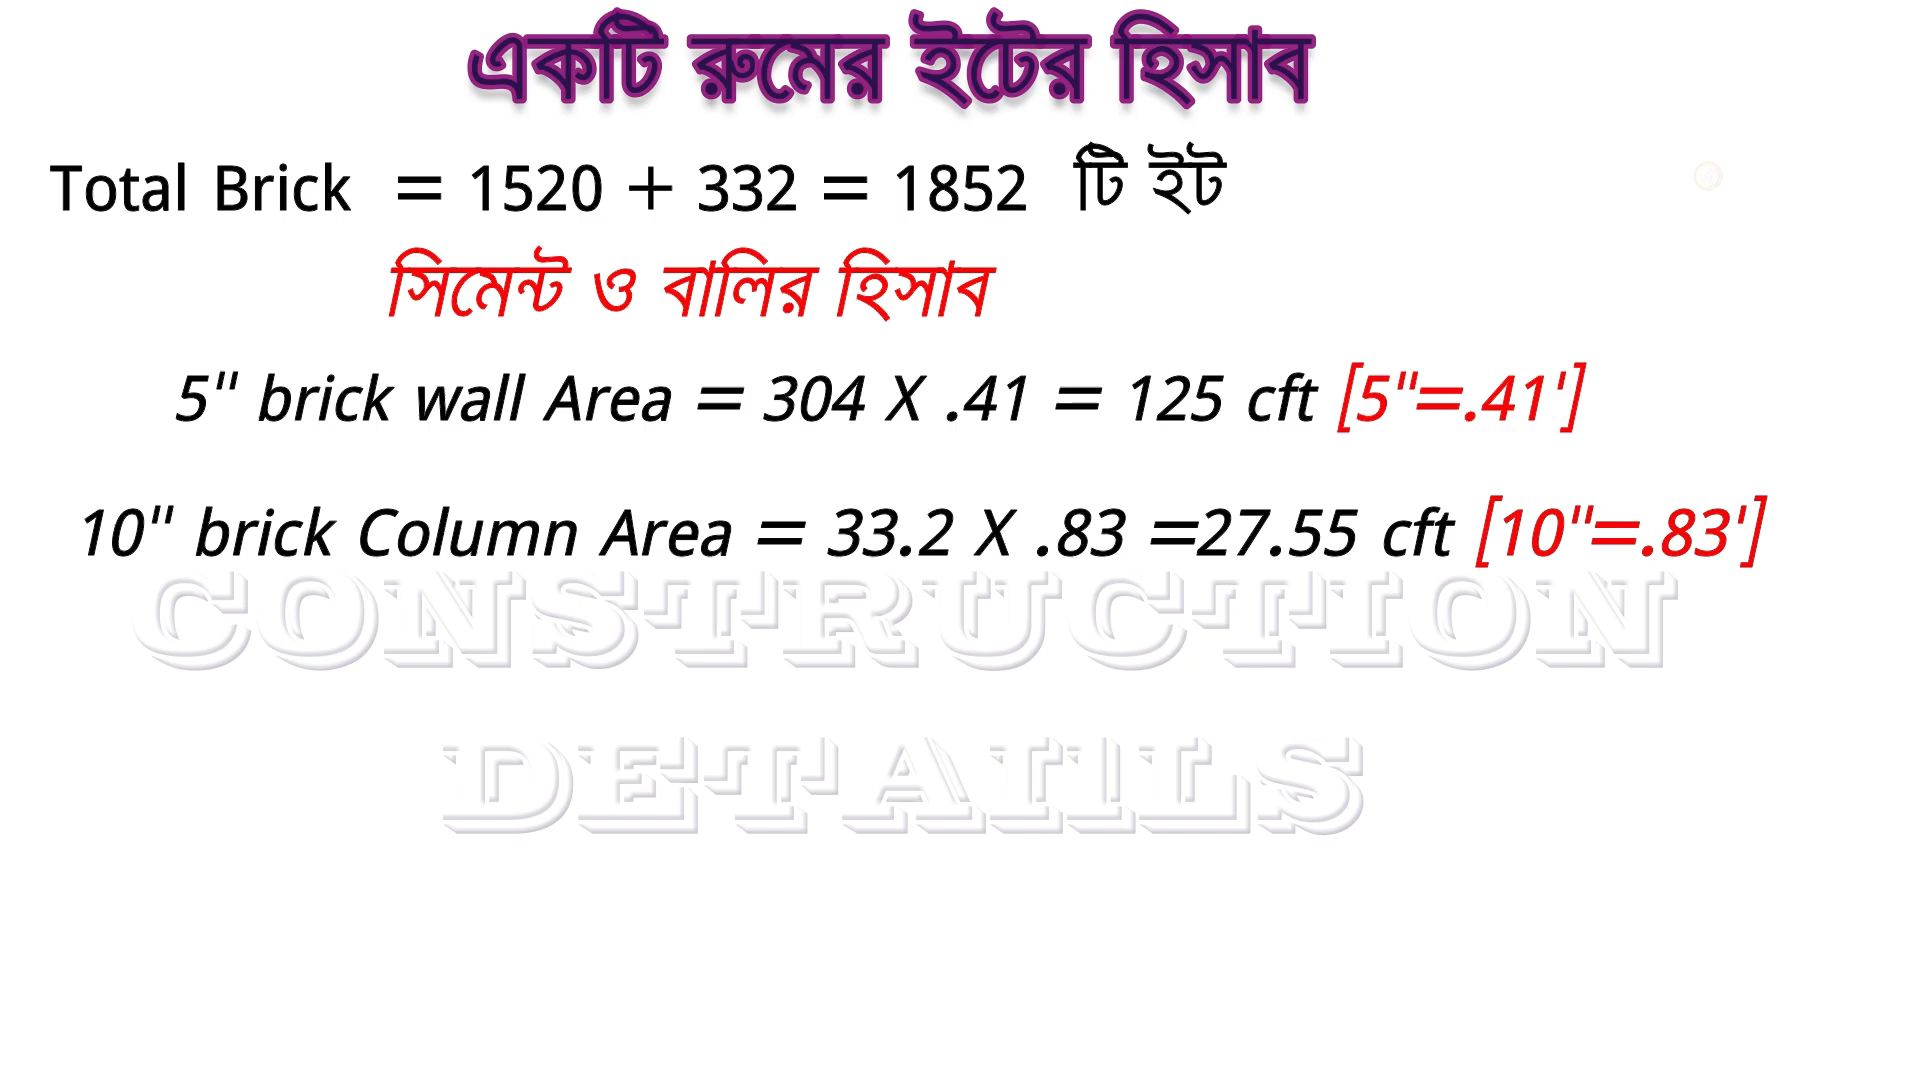 একটি রুমের ইটের হিসাব
Total Brick = 1520 + 332 = 1852 টি ইট
সিমেন্ট ও বালির হিসাব
5" brick wall Area = 304 X .41 = 125 cft [5"=.41']
10" brick Column Area = 33.2 X .83 =27.55 cft [10"=.83']
CONSTRUCTION
DETAIILS